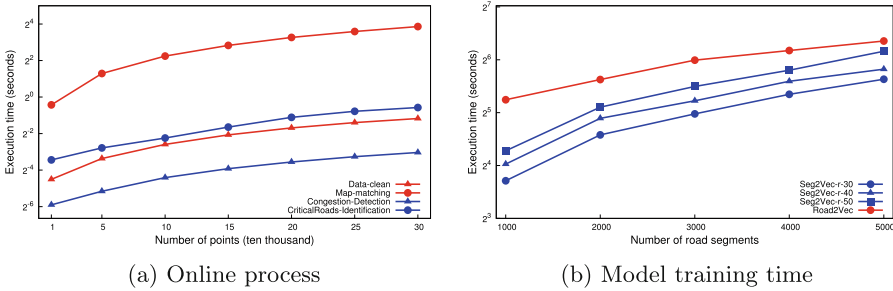 Execution time (seconds)
2^4
2^2
2^0
2^-2
2^-4
2^-6
1 5 10 15 20 25 30
Number of points (ten thousand)
Data-clean
Map-matching
Congestion-Detection
CriticalRoads-Identification
(a) Online process
Execution time (seconds)
2^7
2^6
2^5
2^4
2^3
1000 2000 3000 4000 5000
Number of road segments
Seg2Vec-r-30
Seg2Vec-r-40
Seg2Vec-r-50
Road2Vec
(b) Model training time